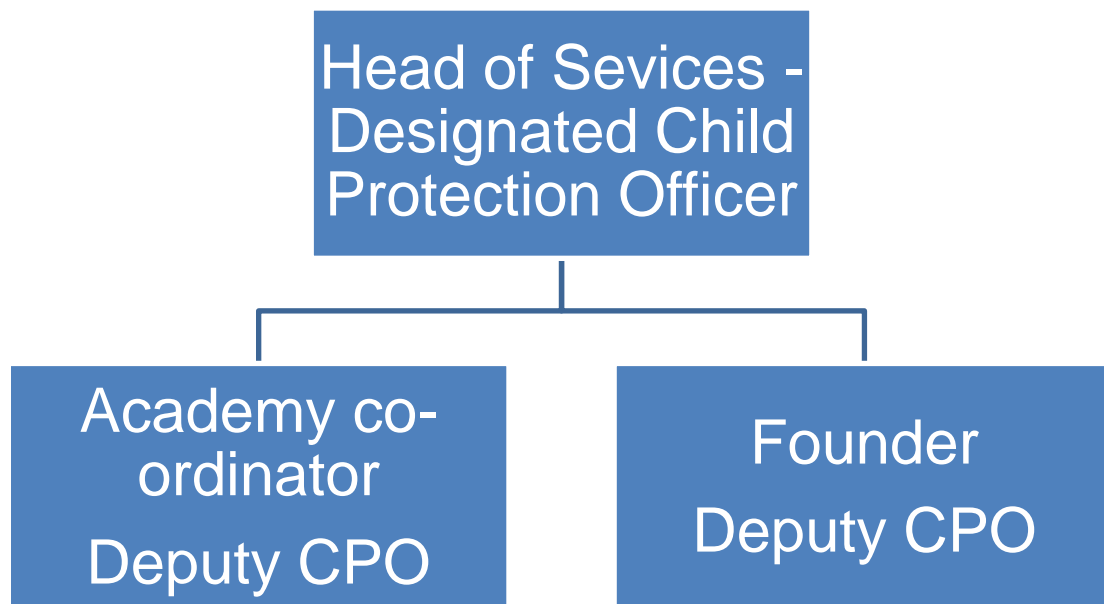 Head of Sevices -
Designated Child
Protection Officer
Academy co-
ordinator
Deputy CPO
Founder
Deputy CPO